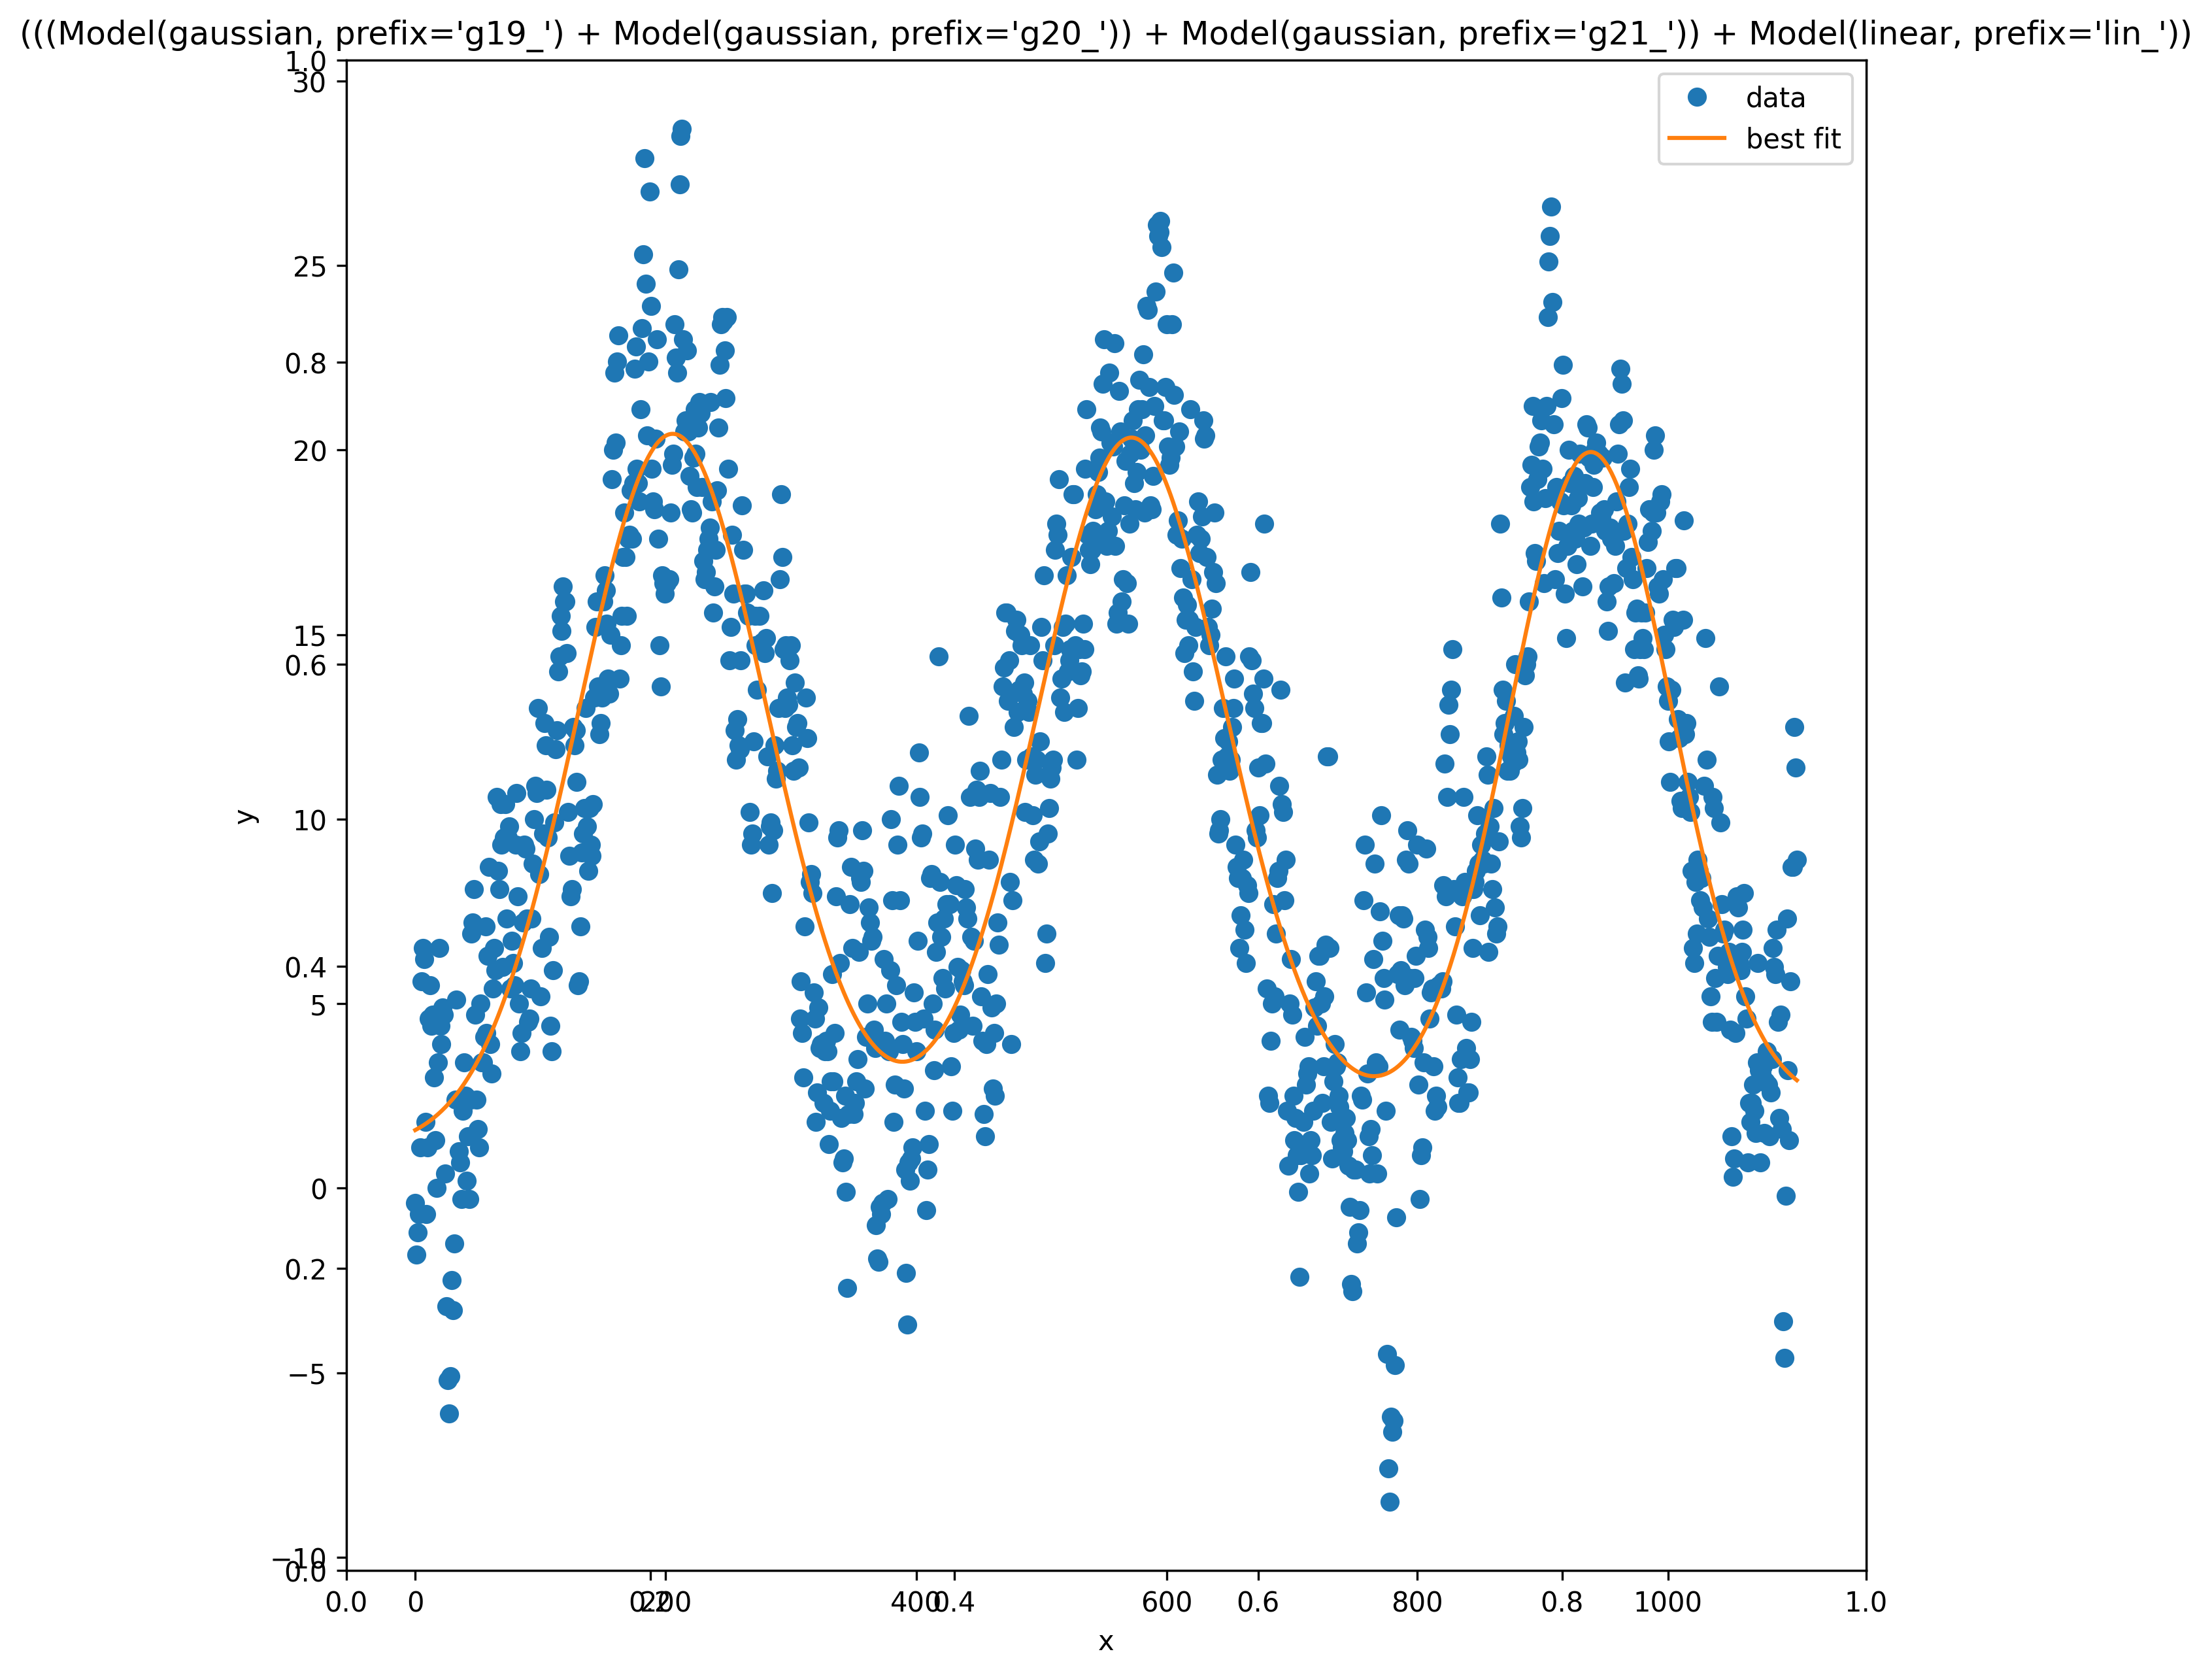 (((Model(gaussian, prefix='g19_') + Model(gaussian, prefix='g20_')) + Model(gaussian, prefix='g21_')) + Model(linear, prefix='lin_'))
1.0
30
data
best fit
25
0.8
20
15
0.6
y
10
0.4
5
0
0.2
−5
−10
0.0
0.0 0 0.2 200 400 0.4 600 0.6 800 0.8 1000 1.0
x